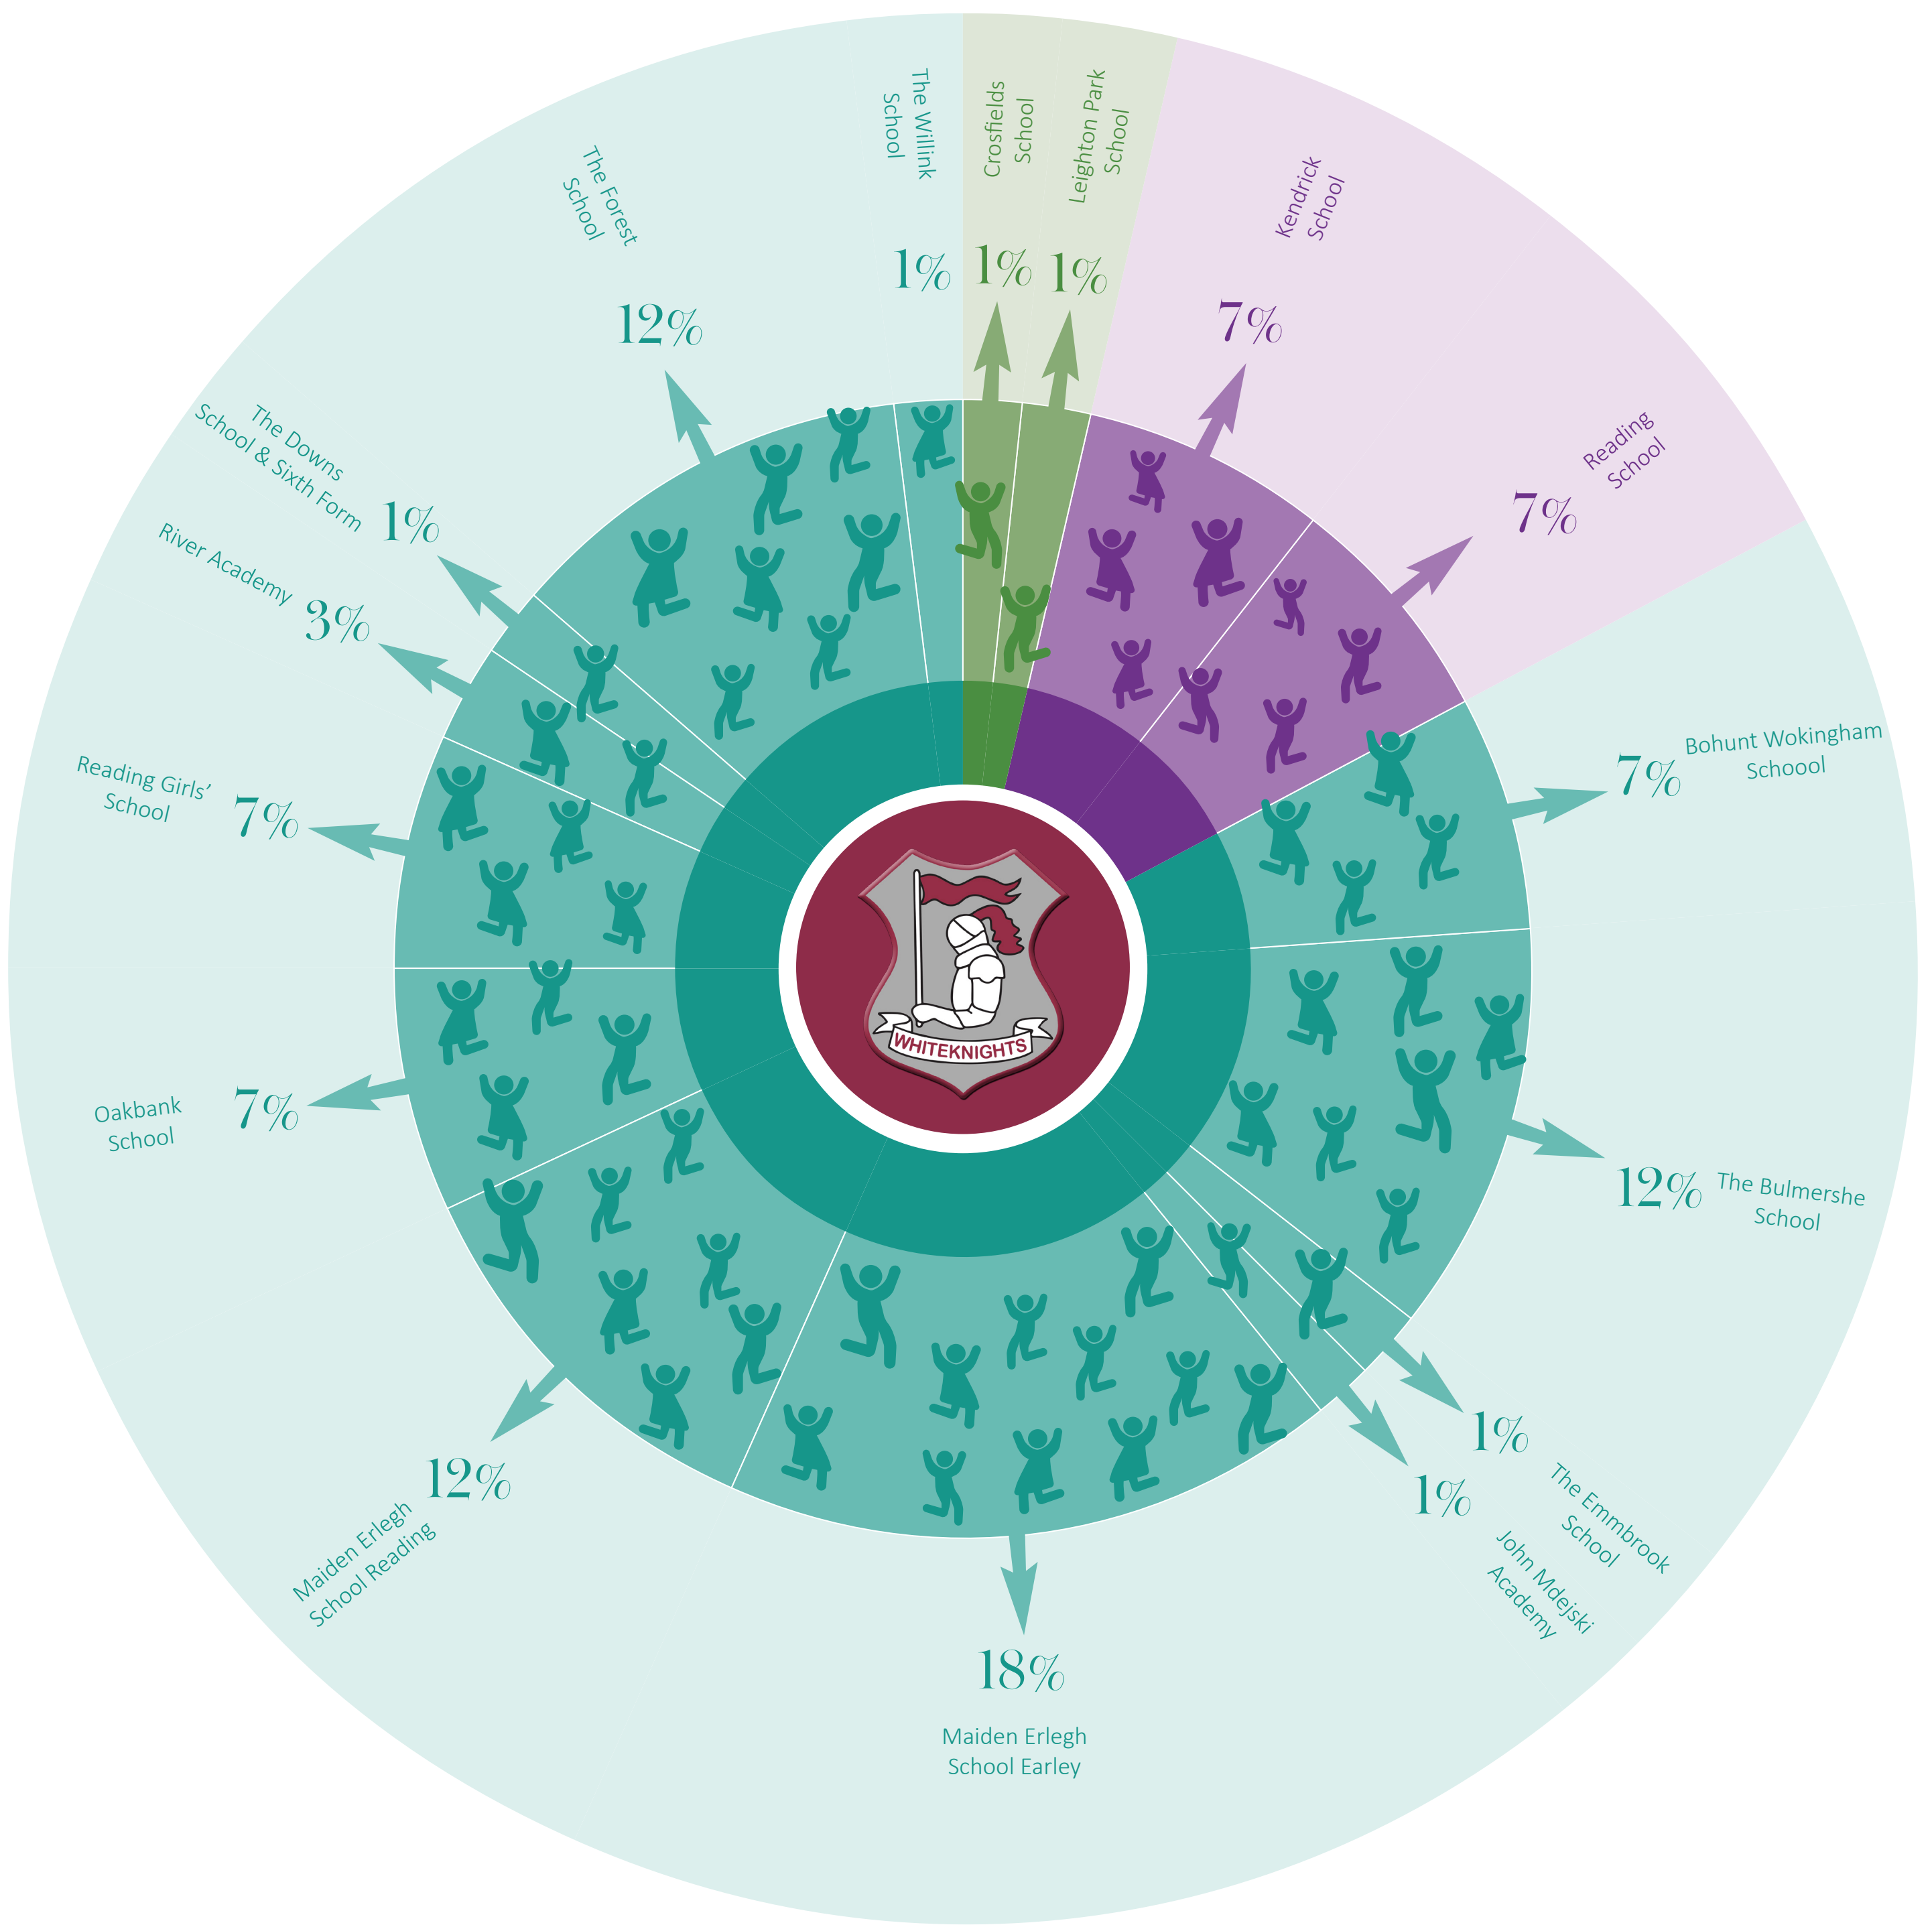 Crosfields
School
1%
Leighton Park
School
1%
Kendrick
School
7%
Reading
School
7%
Bohunt Wokingham
Schoool
7%
The Bulmershe
School
12%
The Emmbrook
School
1%
John Mdejski
Academy
1%
Maiden Erlegh
School Earley
18%
Maiden Erlegh
School Reading
12%
Oakbank
School
7%
Reading Girls’
School
7%
River Academy
3%
The Downs
School & Sixth Form
1%
The Forest
School
12%
The Willink
School
1%
WHITEKNIGHTS